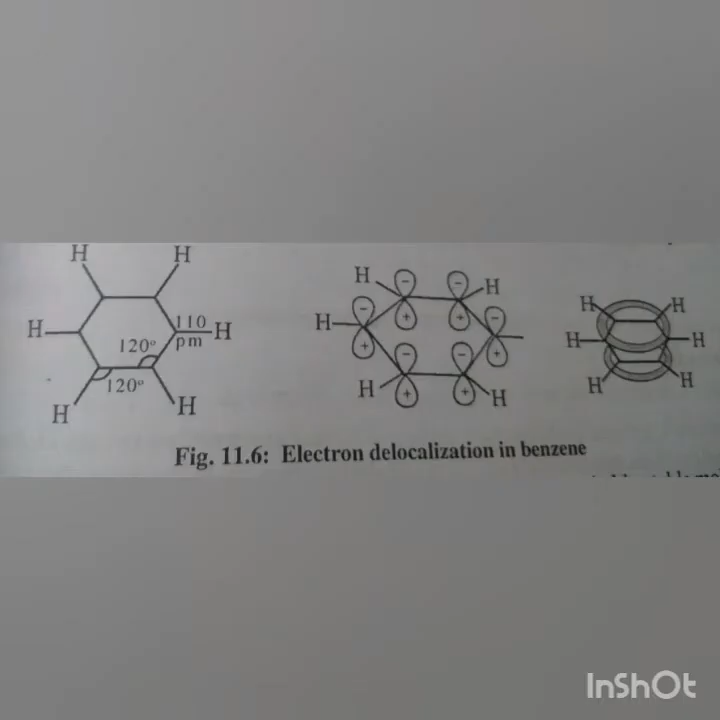 H H
H 110 H
120° pm
120°
H H
H - - H
- -
H + + -
+ - - +
H + + H
H H
H H
H H
Fig. 11.6: Electron delocalization in benzene
InShOt